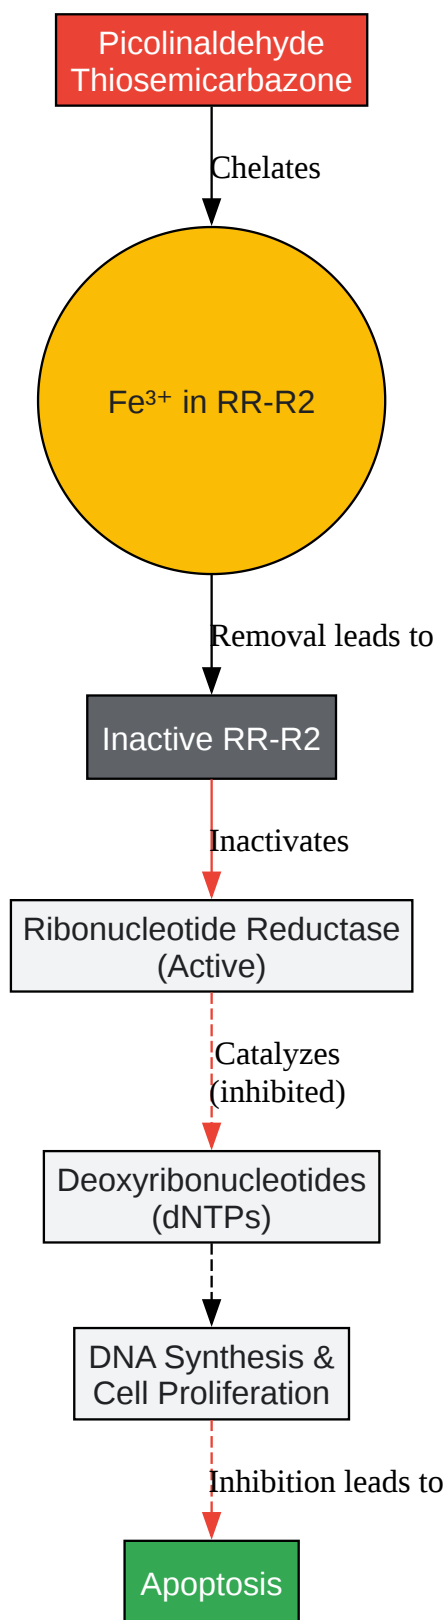 Picolinaldehyde
Thiosemicarbazone
Chelates
Fe³⁺ in RR-R2
Removal leads to
Inactive RR-R2
Inactivates
Ribonucleotide Reductase
(Active)
Catalyzes
(inhibited)
Deoxyribonucleotides
(dNTPs)
DNA Synthesis &
Cell Proliferation
Inhibition leads to
Apoptosis